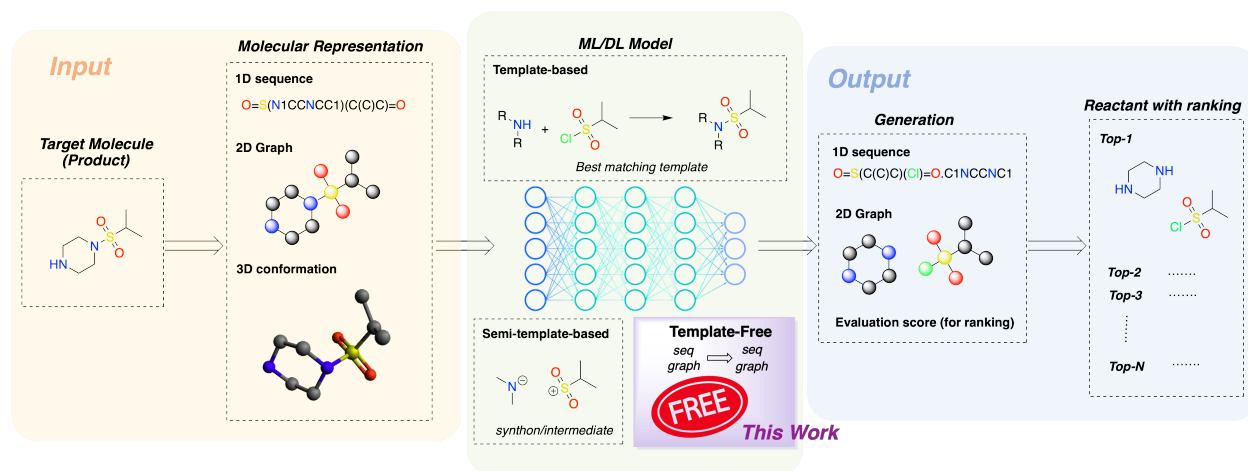 Input
Target Molecule
(Product)
O
S
N
O
HN
Molecular Representation
1D sequence
O=S(N1CCNCC1)(C(C)C)=O
2D Graph
3D conformation
ML/DL Model
Template-based
R
NH
R
+
O
S
Cl
O
R
O
N
S
R
O
Best matching template
Semi-template-based
N
O
S
O
synthon/intermediate
Template-Free
seq seq
graph graph
FREE
This Work
Output
Generation
1D sequence
O=S(C(C)C)(Cl)=O.C1NCCNC1
2D Graph
Evaluation score (for ranking)
Reactant with ranking
Top-1
NH
HN
O
S
Cl
O
Top-2 .......
Top-3 .......
Top-N .......